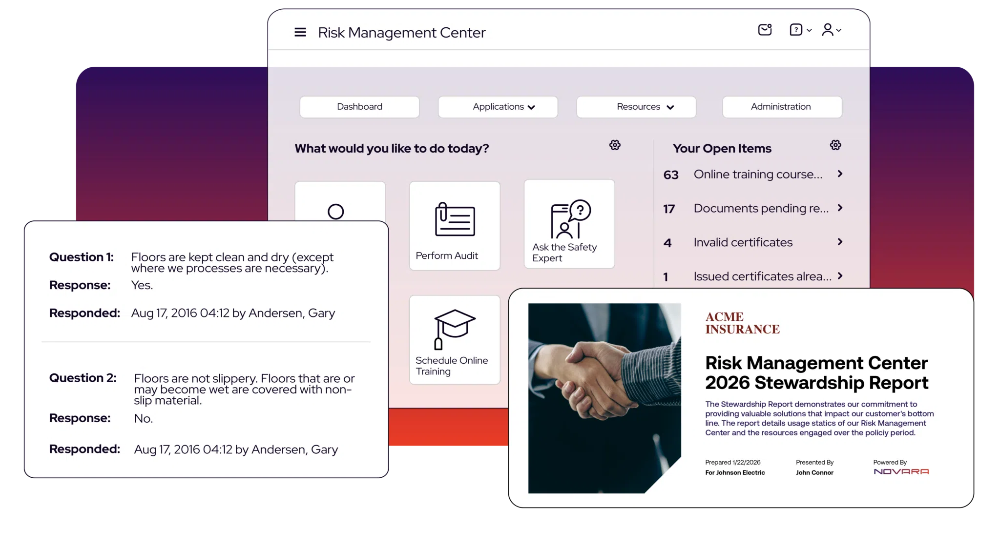 Risk Management Center
?
Dashboard
Applications
Resources
Administration
What would you like to do today?
Your Open Items
63 Online training course...
17 Documents pending re...
4 Invalid certificates
1 Issued certificates alrea...
Perform Audit
?
Ask the Safety
Expert
Schedule Online
Training
Question 1: Floors are kept clean and dry (except
where we processes are necessary).
Response: Yes.
Responded: Aug 17, 2016 04:12 by Andersen, Gary
Question 2: Floors are not slippery. Floors that are or
may become wet are covered with non-
slip material.
Response: No.
Responded: Aug 17, 2016 04:12 by Andersen, Gary
ACME
INSURANCE
Risk Management Center
2026 Stewardship Report
The Stewardship Report demonstrates our commitment to
providing valuable solutions that impact our customer's bottom
line. The report details usage statics of our Risk Management
Center and the resources engaged over the policiy period.
Prepared 1/22/2026
For Johnson Electric
Presented By
John Connor
Powered By
NOVARA